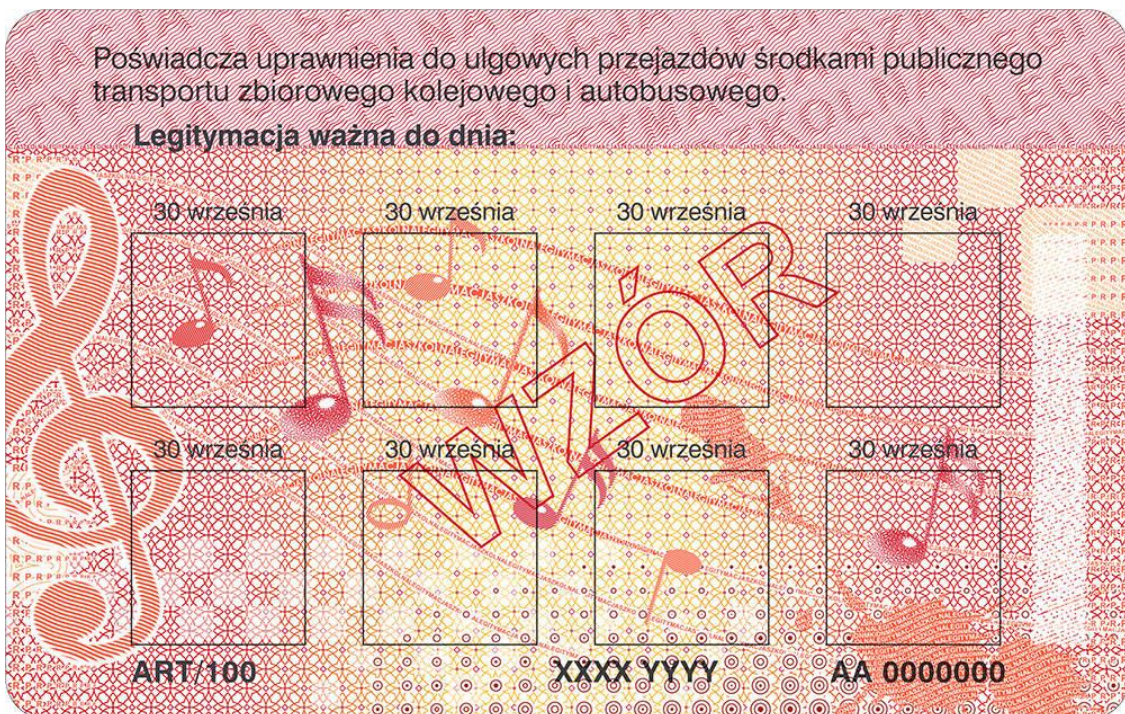 Poświadcza uprawnienia do ulgowych przejazdów środkami publicznego
transportu zbiorowego kolejowego i autobusowego.
Legitymacja ważna do dnia:
30 września 30 września 30 września 30 września
WZÓR
30 września 30 września 30 września 30 września
ART/100 XXXX YYYY AA 0000000